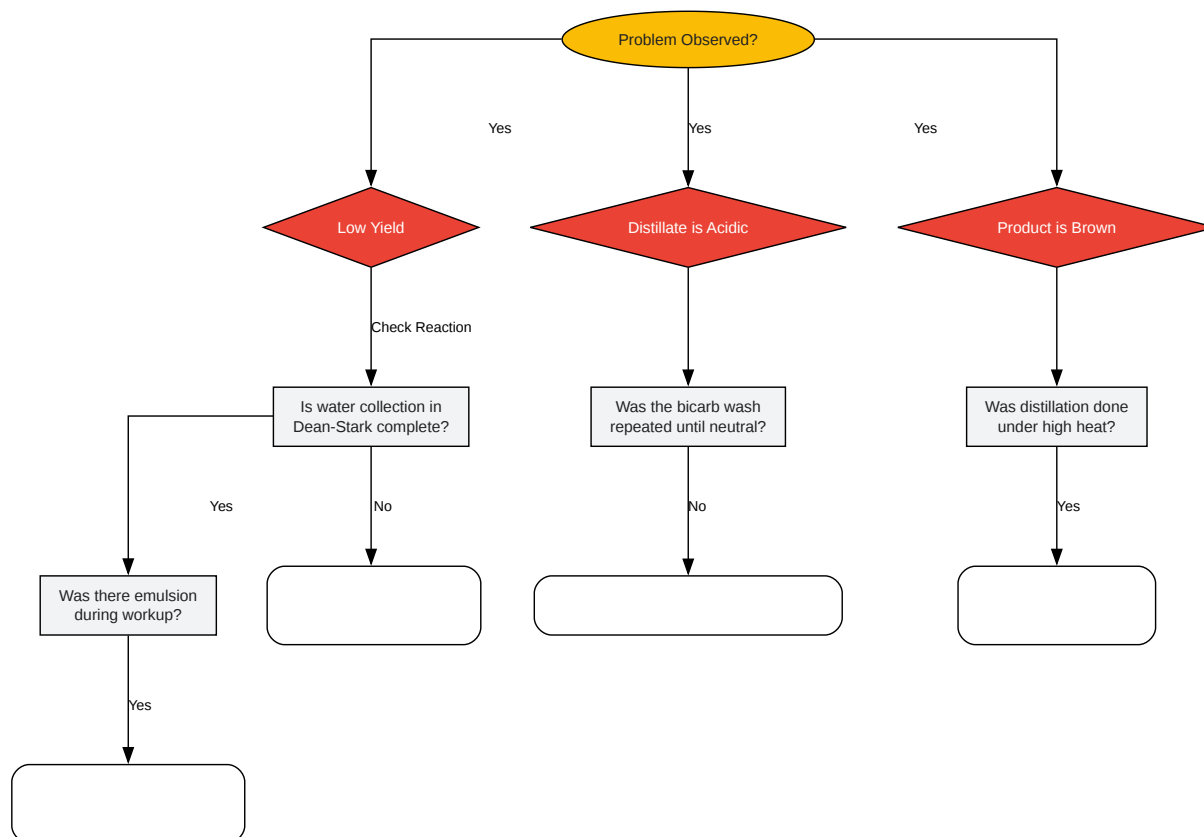 Problem Observed?
Yes
Yes
Yes
Low Yield
Distillate is Acidic
Product is Brown
Check Reaction
Is water collection in
Dean-Stark complete?
Was the bicarb wash
repeated until neutral?
Was distillation done
under high heat?
Yes
No
No
Yes
Was there emulsion
during workup?
Yes